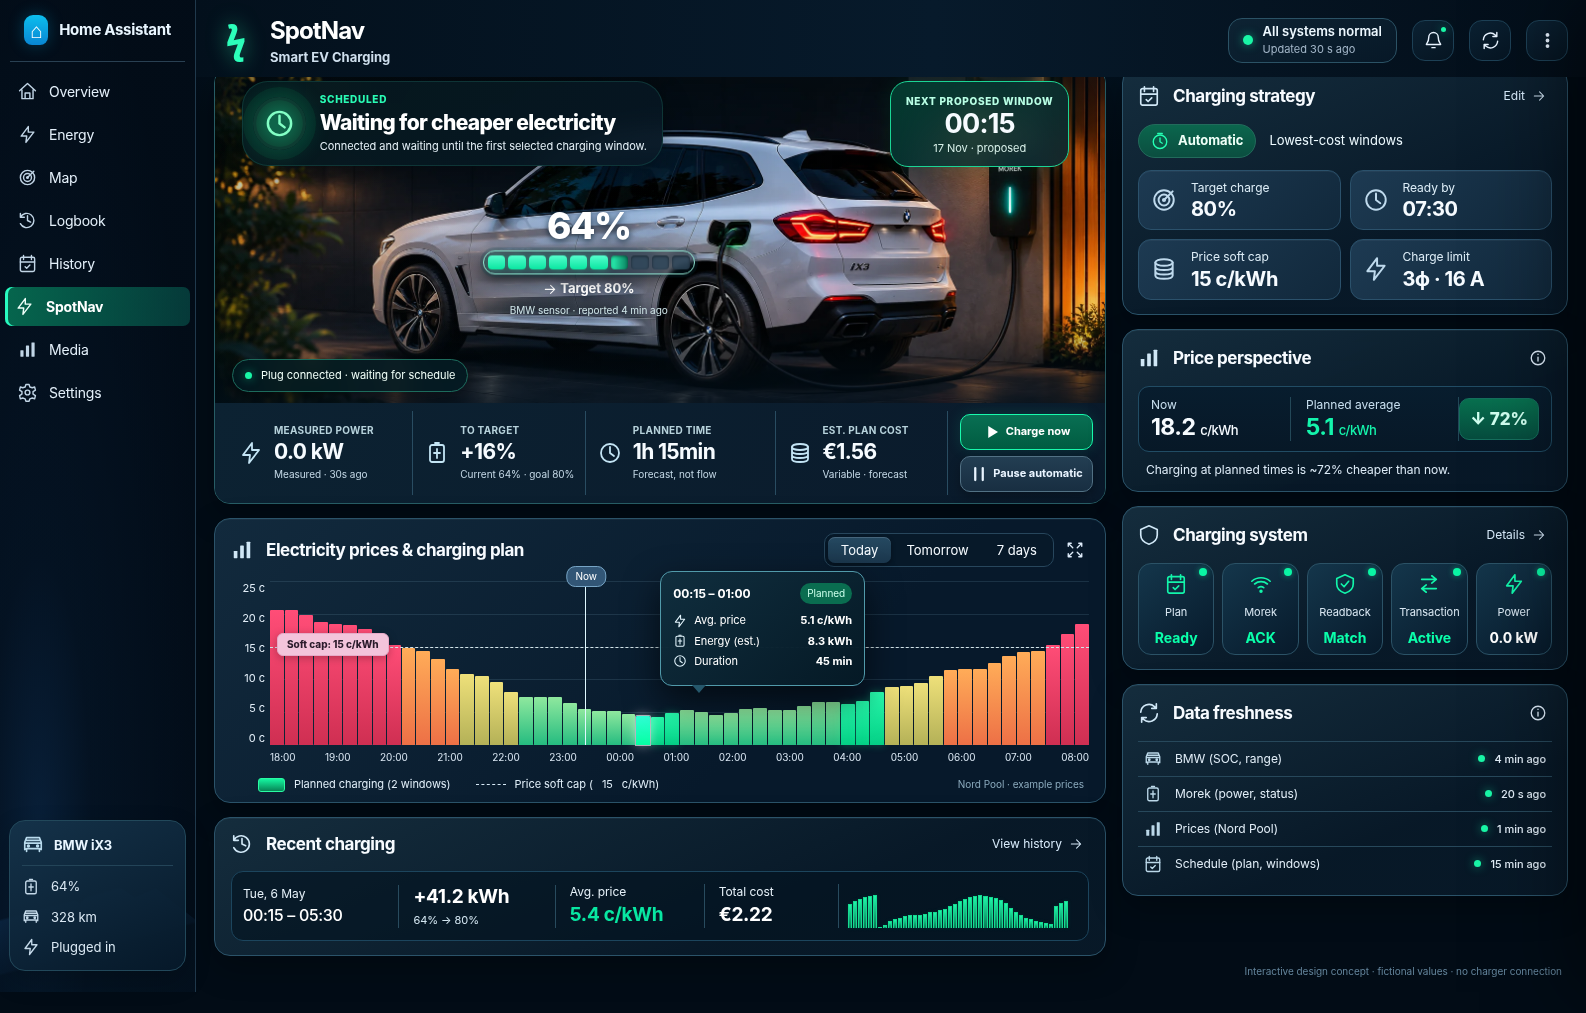 Home Assistant
Overview
Energy
Map
Logbook
History
SpotNav
Media
Settings
BMW iX3
64%
328 km
Plugged in
SpotNav
Smart EV Charging
All systems normal
Updated 30 s ago
SCHEDULED
Waiting for cheaper electricity
Connected and waiting until the first selected charging window.
NEXT PROPOSED WINDOW
00:15
17 Nov · proposed
MOREK
iX3
64%
→ Target 80%
BMW sensor · reported 4 min ago
Plug connected · waiting for schedule
MEASURED POWER
0.0 kW
Measured · 30s ago
TO TARGET
+16%
Current 64% · goal 80%
PLANNED TIME
1h 15min
Forecast, not flow
EST. PLAN COST
€1.56
Variable · forecast
Charge now
Pause automatic
Electricity prices & charging plan
Today
Tomorrow
7 days
Now
25 c
20 c
15 c
10 c
5 c
0 c
Soft cap: 15 c/kWh
00:15 – 01:00
Planned
Avg. price
5.1 c/kWh
Energy (est.)
8.3 kWh
Duration
45 min
18:00
19:00
20:00
21:00
22:00
23:00
00:00
01:00
02:00
03:00
04:00
05:00
06:00
07:00
08:00
Planned charging (2 windows)
Price soft cap ( 15 c/kWh)
Nord Pool · example prices
Recent charging
View history →
Tue, 6 May
00:15 – 05:30
+41.2 kWh
64% → 80%
Avg. price
5.4 c/kWh
Total cost
€2.22
Charging strategy
Edit →
Automatic
Lowest-cost windows
Target charge
80%
Ready by
07:30
Price soft cap
15 c/kWh
Charge limit
3ϕ · 16 A
Price perspective
Now
18.2 c/kWh
Planned average
5.1 c/kWh
↓ 72%
Charging at planned times is ~72% cheaper than now.
Charging system
Details →
Plan
Ready
Morek
ACK
Readback
Match
Transaction
Active
Power
0.0 kW
Data freshness
BMW (SOC, range)
4 min ago
Morek (power, status)
20 s ago
Prices (Nord Pool)
1 min ago
Schedule (plan, windows)
15 min ago
Interactive design concept · fictional values · no charger connection